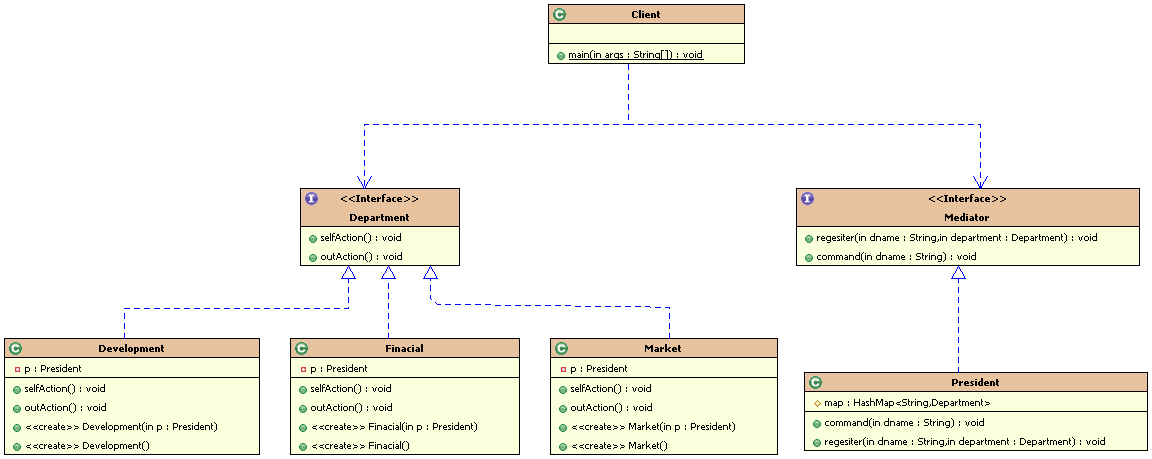 Client
main(in args : String[]) : void
<<Interface>>
Department
selfAction() : void
outAction() : void
<<Interface>>
Mediator
regesiter(in dname : String,in department : Department) : void
command(in dname : String) : void
Development
p : President
selfAction() : void
outAction() : void
<<create>> Development(in p : President)
<<create>> Development()
Finacial
p : President
selfAction() : void
outAction() : void
<<create>> Finacial(in p : President)
<<create>> Finacial()
Market
p : President
selfAction() : void
outAction() : void
<<create>> Market(in p : President)
<<create>> Market()
President
map : HashMap<String,Department>
command(in dname : String) : void
regesiter(in dname : String,in department : Department) : void